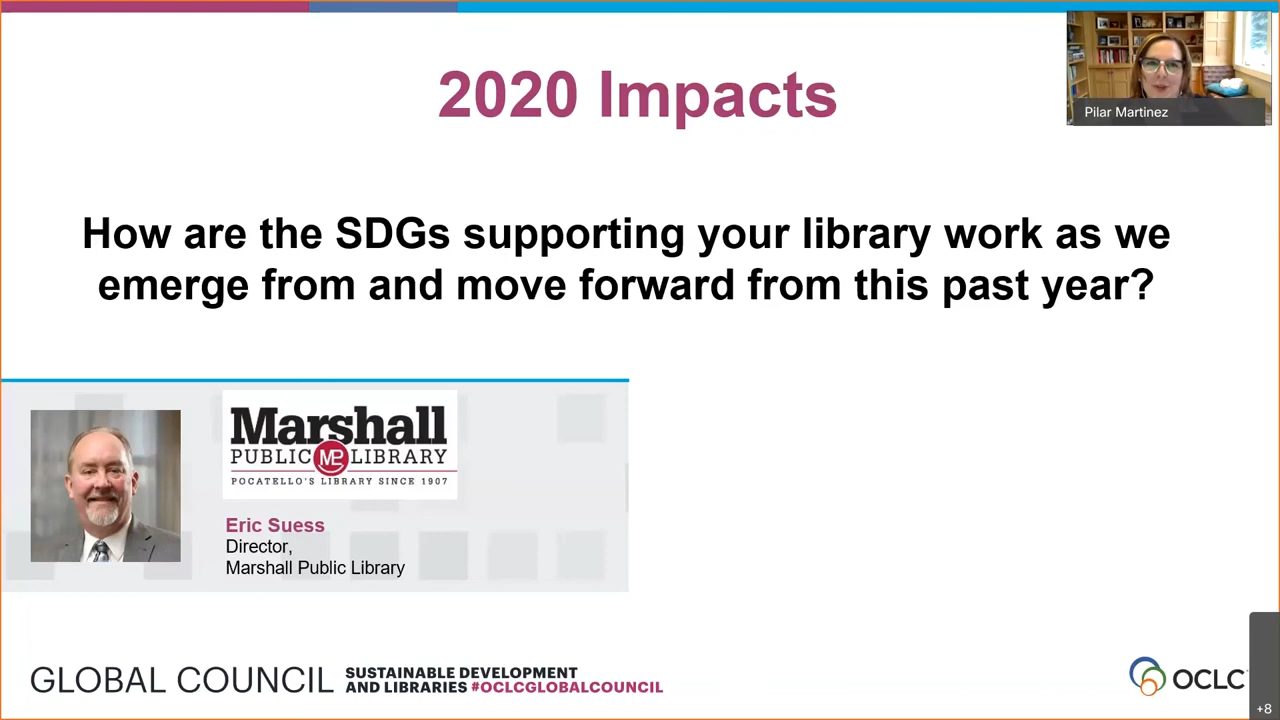 2020 Impacts
Pilar Martinez
How are the SDGs supporting your library work as we
emerge from and move forward from this past year?
Marshall
PUBLIC MP LIBRARY
POCATELLO'S LIBRARY SINCE 1907
Eric Suess
Director,
Marshall Public Library
GLOBAL COUNCIL
SUSTAINABLE DEVELOPMENT
AND LIBRARIES #OCLCGLOBALCOUNCIL
OCLC
+8